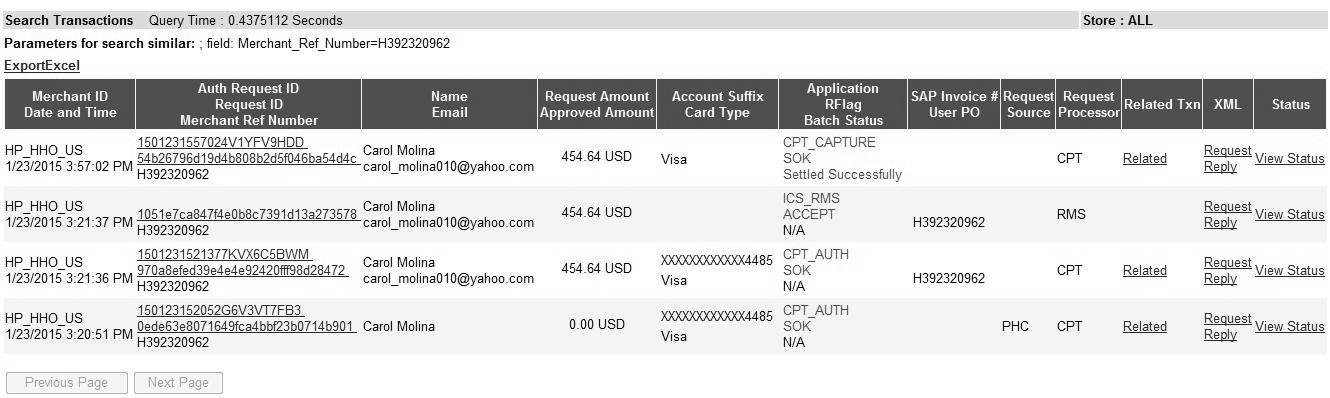 Search Transactions Query Time : 0.4375112 Seconds Store : ALL
Parameters for search similar: ; field: Merchant_Ref_Number=H392320962
ExportExcel
Merchant ID
Date and Time
Auth Request ID
Request ID
Merchant Ref Number
Name
Email
Request Amount
Approved Amount
Account Suffix
Card Type
Application
RFlag
Batch Status
SAP Invoice #
User PO
Request
Source
Request
Processor
Related Txn
XML
Status
HP_HHO_US
1/23/2015 3:57:02 PM
1501231557024V1YFV9HDD
54b26796d19d4b808b2d5f046ba54d4c
H392320962
Carol Molina
carol_molina010@yahoo.com
454.64 USD
Visa
CPT_CAPTURE
SOK
Settled Successfully
CPT
Related
Request
Reply
View Status
HP_HHO_US
1/23/2015 3:21:37 PM
1051e7ca847f4e0b8c7391d13a273578
H392320962
Carol Molina
carol_molina010@yahoo.com
454.64 USD
ICS_RMS
ACCEPT
N/A
H392320962
RMS
Request
Reply
View Status
HP_HHO_US
1/23/2015 3:21:36 PM
1501231521377KVX6C5BWM
970a8efed39e4e4e92420fff98d28472
H392320962
Carol Molina
carol_molina010@yahoo.com
454.64 USD
XXXXXXXXXXXX4485
Visa
CPT_AUTH
SOK
N/A
H392320962
CPT
Related
Request
Reply
View Status
HP_HHO_US
1/23/2015 3:20:51 PM
150123152052G6V3VT7FB3
0ede63e8071649fca4bbf23b0714b901
H392320962
Carol Molina
0.00 USD
XXXXXXXXXXXX4485
Visa
CPT_AUTH
SOK
N/A
PHC
CPT
Related
Request
Reply
View Status
Previous Page Next Page